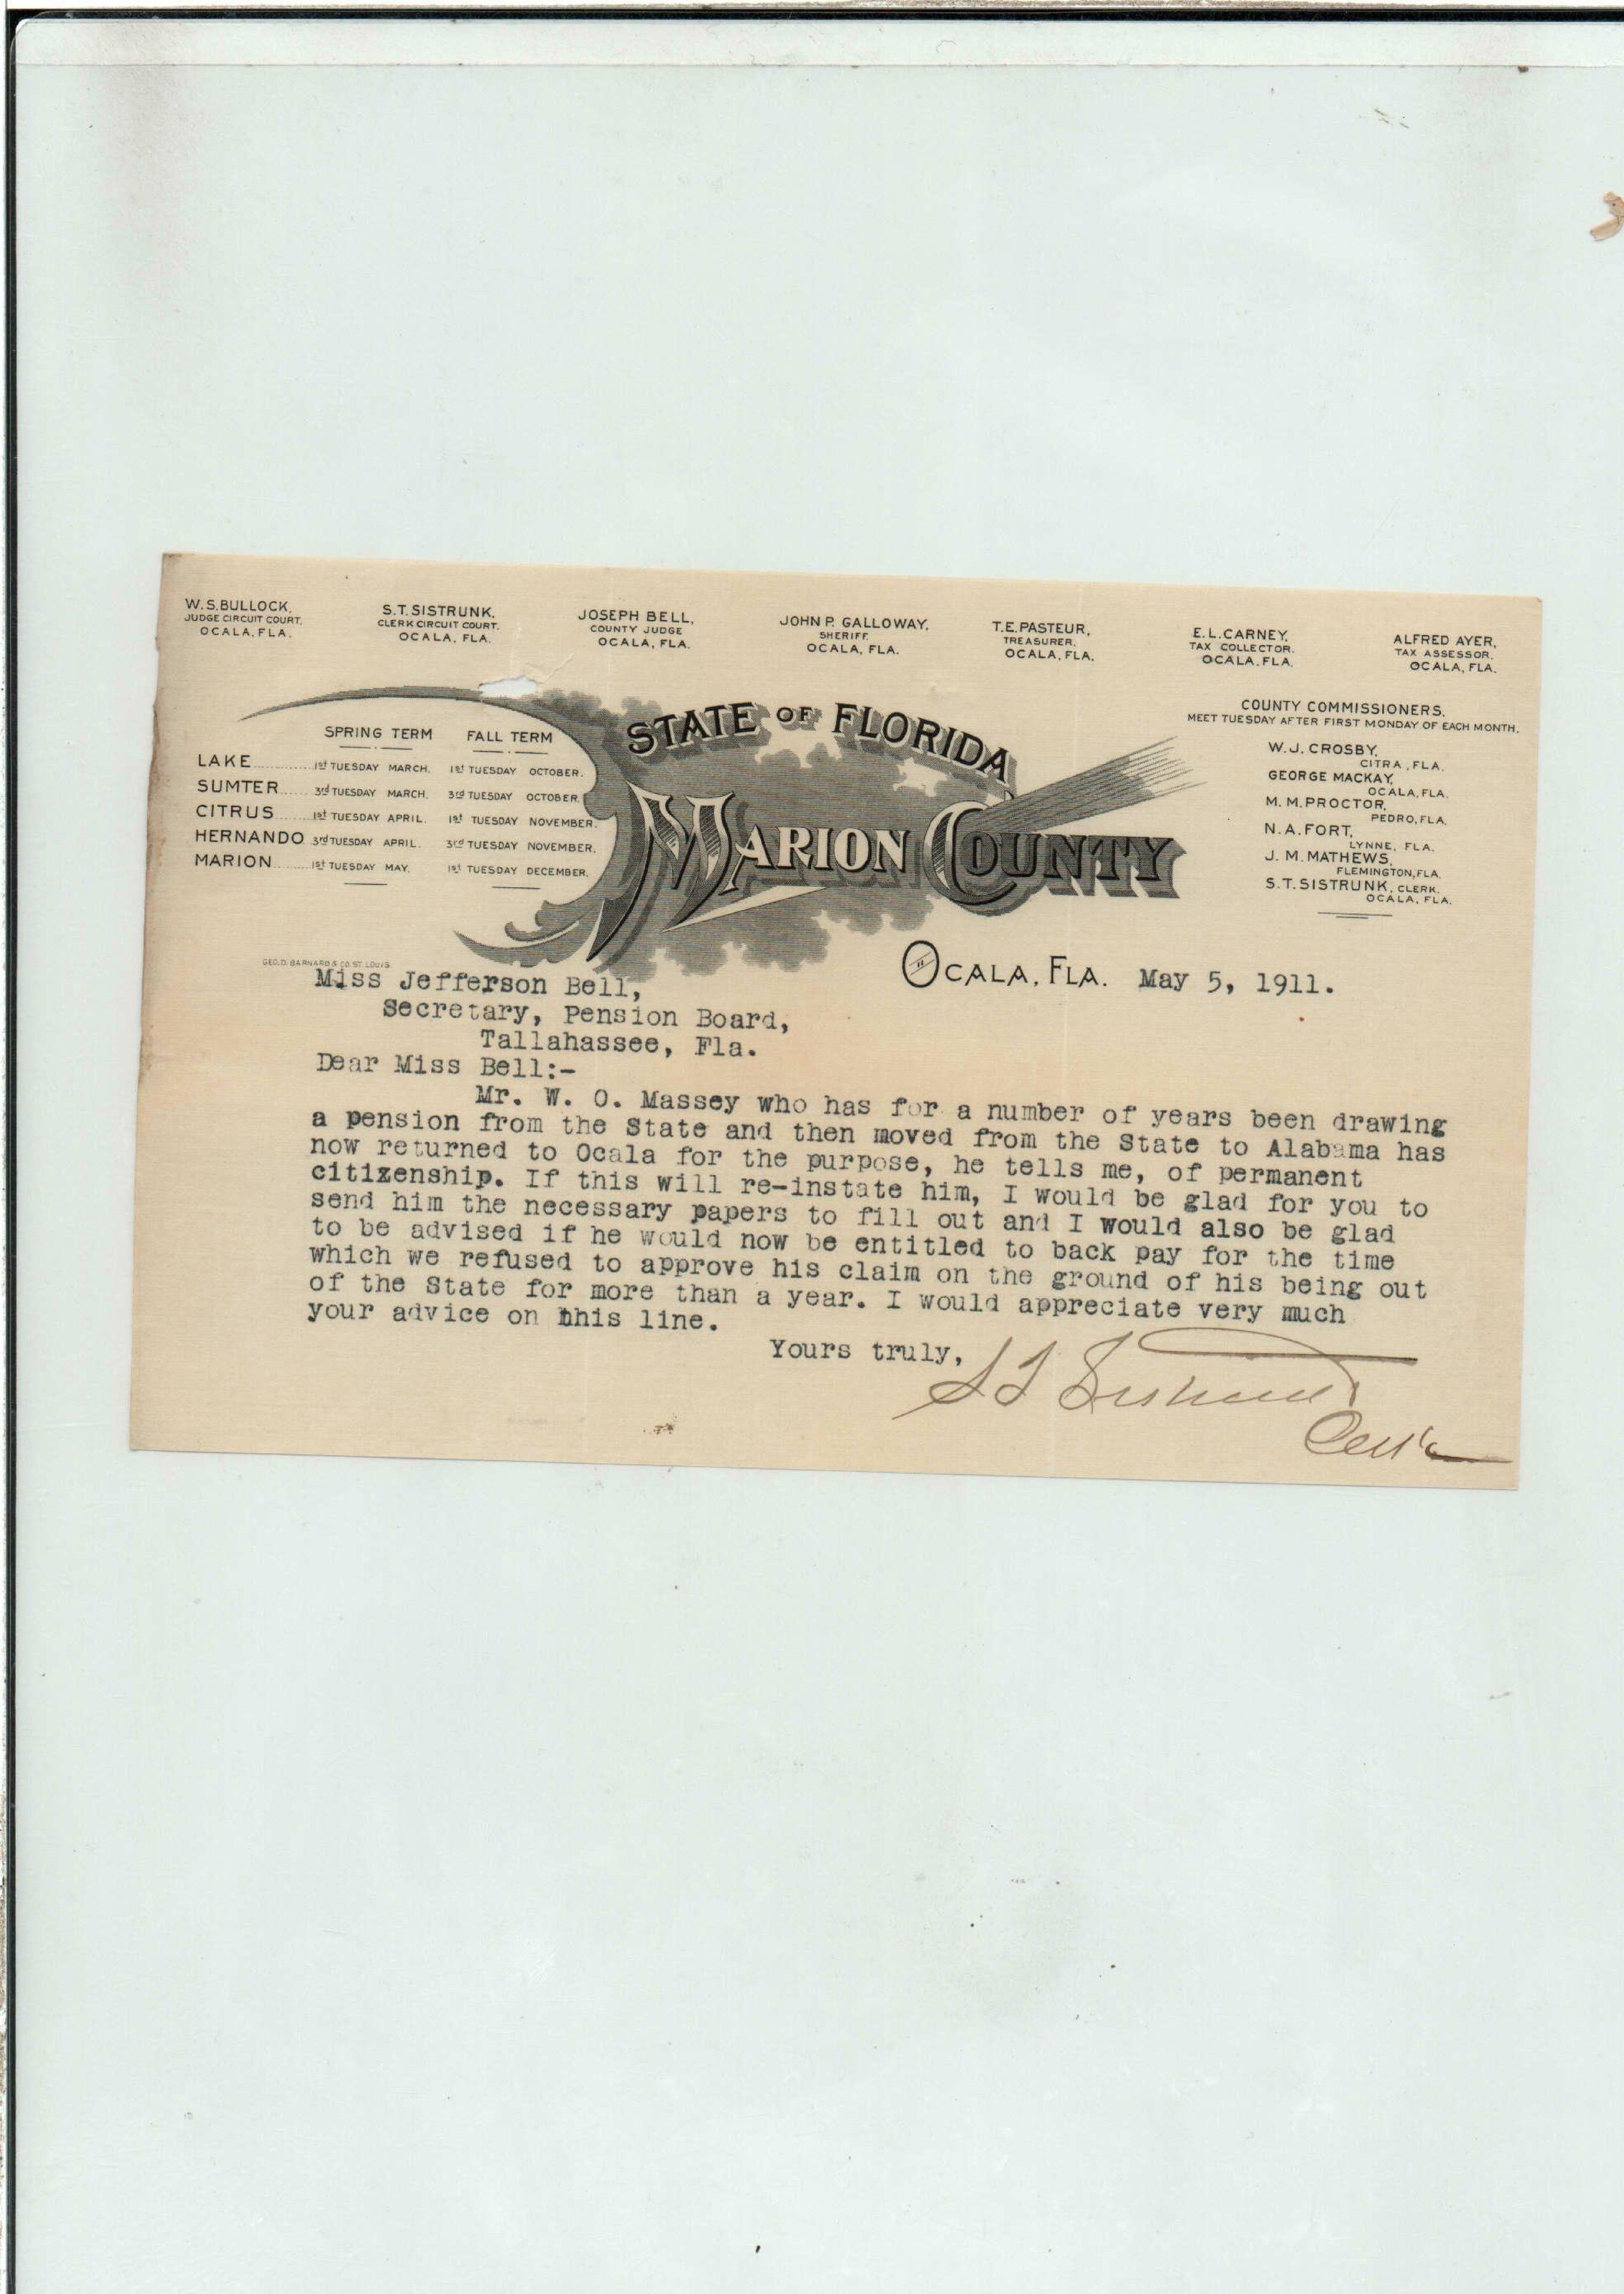 W.S. BULLOCK,
JUDGE CIRCUIT COURT.
OCALA, FLA.
S.T. SISTRUNK,
CLERK CIRCUIT COURT.
OCALA, FLA.
JOSEPH BELL,
COUNTY JUDGE
OCALA, FLA.
JOHN P. GALLOWAY,
SHERIFF.
OCALA, FLA.
T.E. PASTEUR,
TREASURER.
OCALA, FLA.
E.L. CARNEY,
TAX COLLECTOR.
OCALA, FLA.
ALFRED AYER,
TAX ASSESSOR.
OCALA, FLA.
SPRING TERM FALL TERM
LAKE 1st TUESDAY MARCH. 1st TUESDAY OCTOBER.
SUMTER 3rd TUESDAY MARCH. 3rd TUESDAY OCTOBER.
CITRUS 1st TUESDAY APRIL. 1st TUESDAY NOVEMBER.
HERNANDO 3rd TUESDAY APRIL. 3rd TUESDAY NOVEMBER.
MARION 1st TUESDAY MAY. 1st TUESDAY DECEMBER.
STATE OF FLORIDA
MARION COUNTY
COUNTY COMMISSIONERS.
MEET TUESDAY AFTER FIRST MONDAY OF EACH MONTH.
W.J. CROSBY,
CITRA, FLA.
GEORGE MACKAY,
OCALA, FLA.
M.M. PROCTOR,
PEDRO, FLA.
N.A. FORT,
LYNNE, FLA.
J.M. MATHEWS,
FLEMINGTON, FLA.
S.T. SISTRUNK, CLERK.
OCALA, FLA.
GEO. D. BARNARD & CO. ST. LOUIS
OCALA, FLA. May 5, 1911.
Miss Jefferson Bell,
Secretary, Pension Board,
Tallahassee, Fla.
Dear Miss Bell:-
Mr. W. O. Massey who has for a number of years been drawing
a pension from the State and then moved from the State to Alabama has
now returned to Ocala for the purpose, he tells me, of permanent
citizenship. If this will re-instate him, I would be glad for you to
send him the necessary papers to fill out and I would also be glad
to be advised if he would now be entitled to back pay for the time
which we refused to approve his claim on the ground of his being out
of the State for more than a year. I would appreciate very much
your advice on this line.
Yours truly,
S T Sistrunk
Clerk